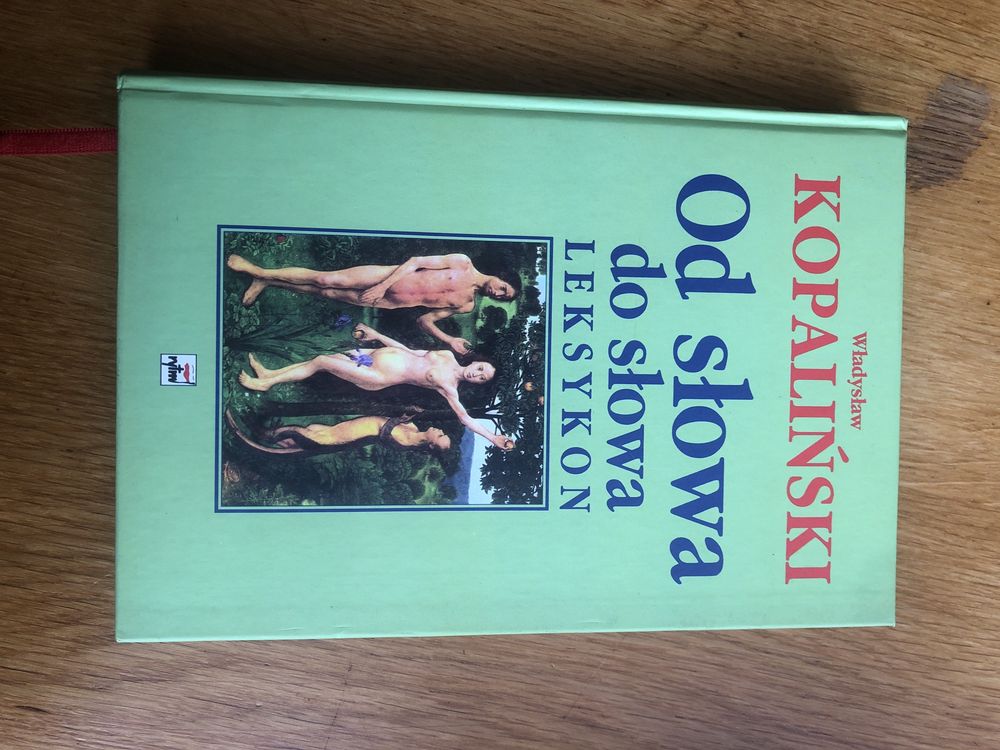 Władysław
KOPALIŃSKI
Od słowa
do słowa
LEKSYKON